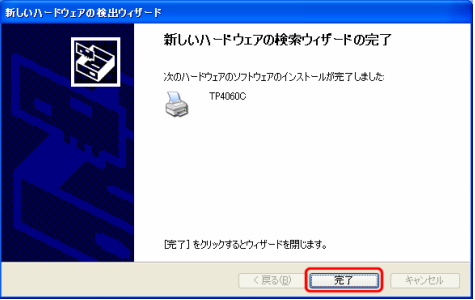 新しいハードウェアの検出ウィザード
新しいハードウェアの検索ウィザードの完了
次のハードウェアのソフトウェアのインストールが完了しました:
TP4060C
[完了] をクリックするとウィザードを閉じます。
< 戻る(B) 完了 キャンセル